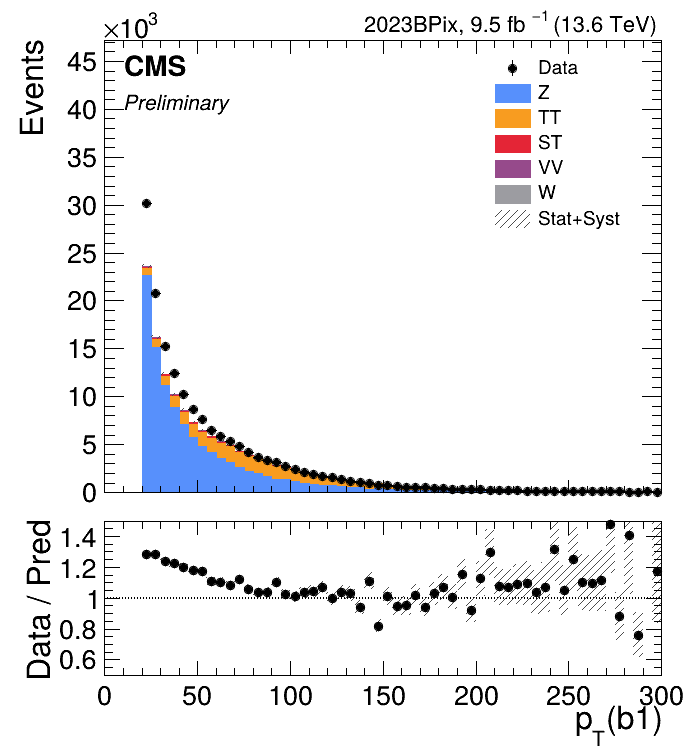 ×10³
2023BPix, 9.5 fb⁻¹ (13.6 TeV)
Events
CMS
Preliminary
Data
Z
TT
ST
VV
W
Stat+Syst
45
40
35
30
25
20
15
10
5
0
Data / Pred
1.4
1.2
1
0.8
0.6
0 50 100 150 200 250 300
p_T(b1)